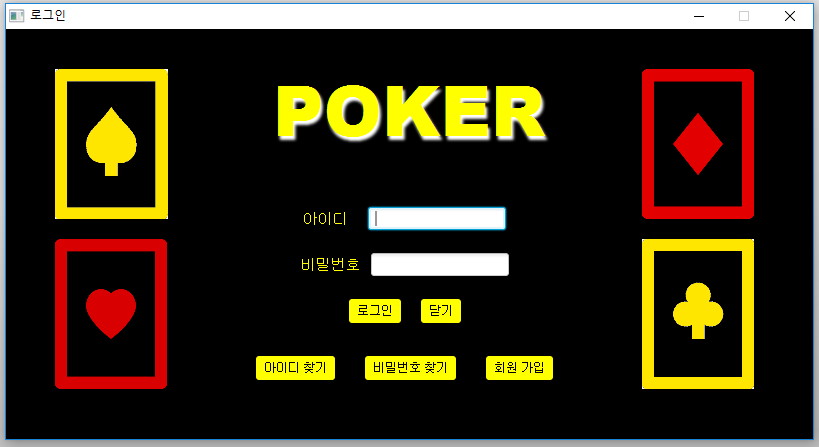 로그인
POKER
아이디
비밀번호
로그인 닫기
아이디 찾기 비밀번호 찾기 회원 가입